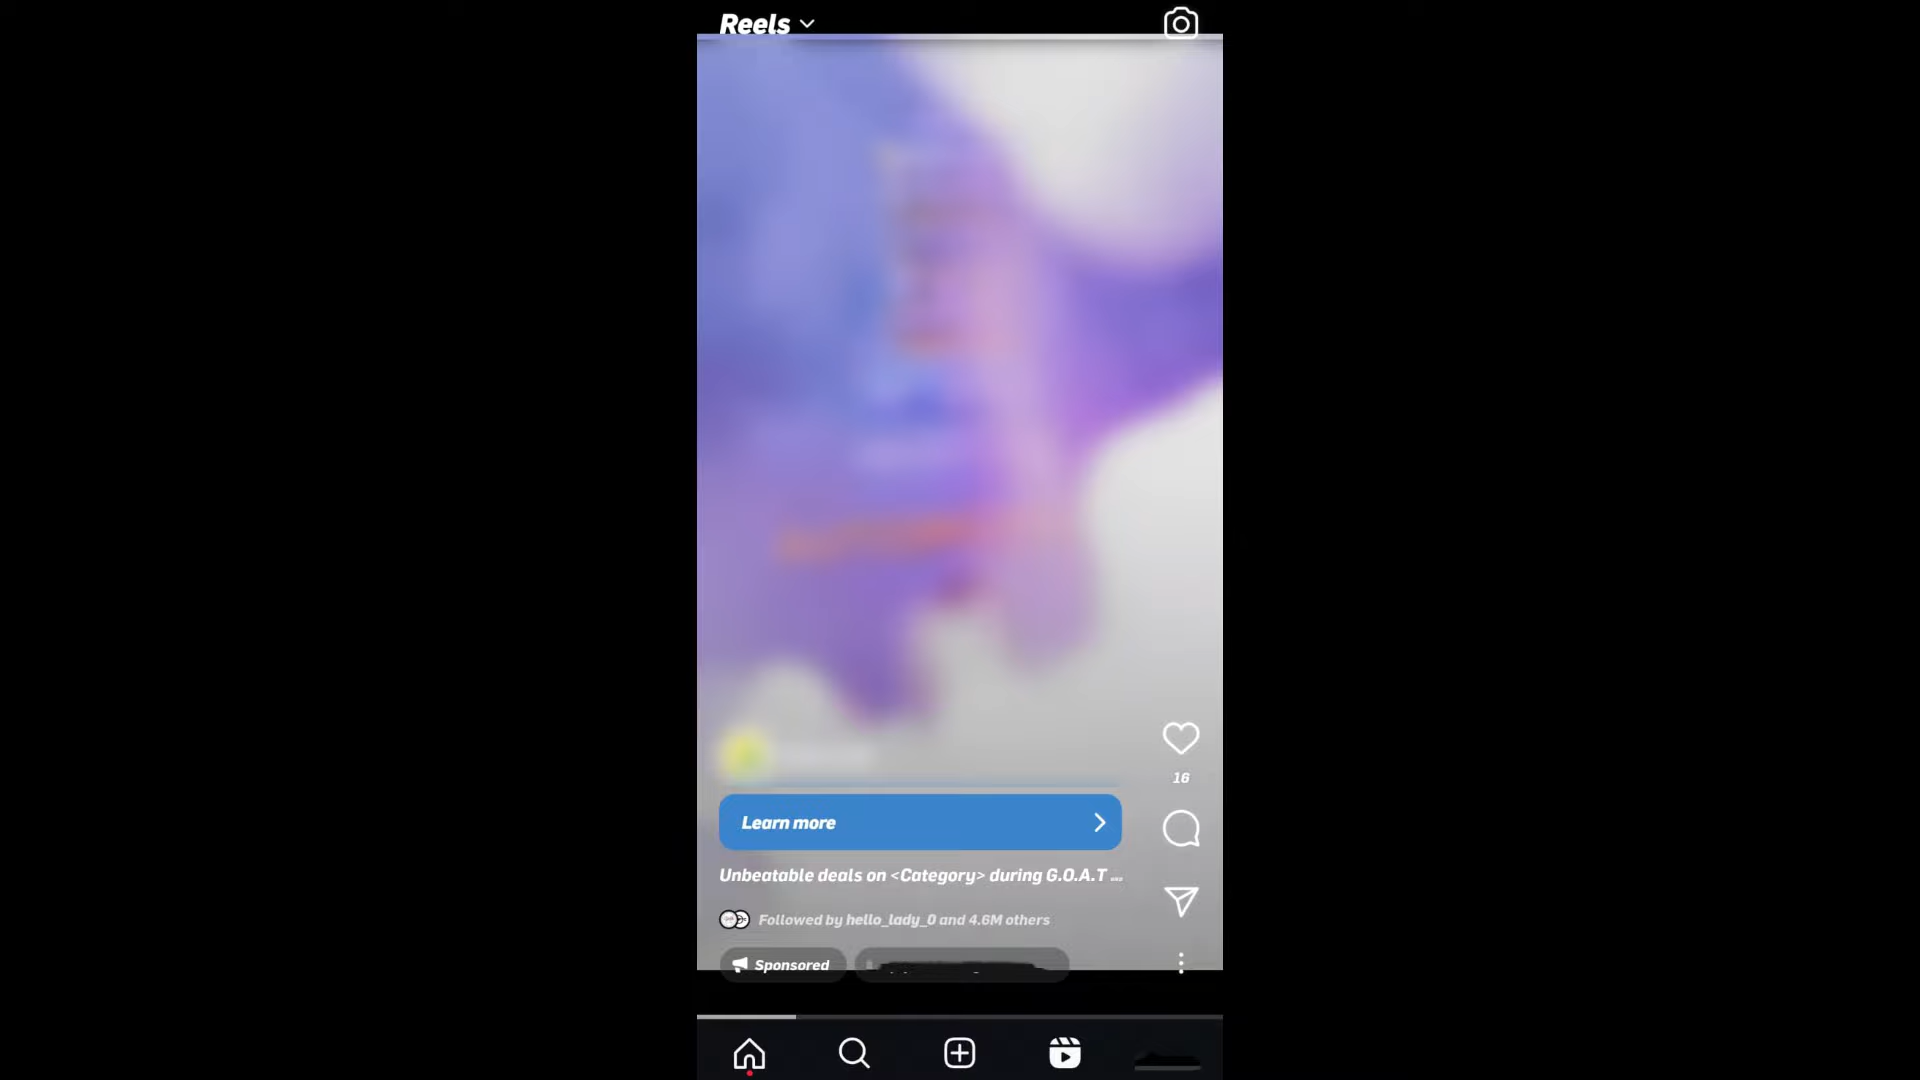 Reels
16
Learn more
Unbeatable deals on <Category> during G.O.A.T ...
Followed by hello_lady_0 and 4.6M others
Sponsored